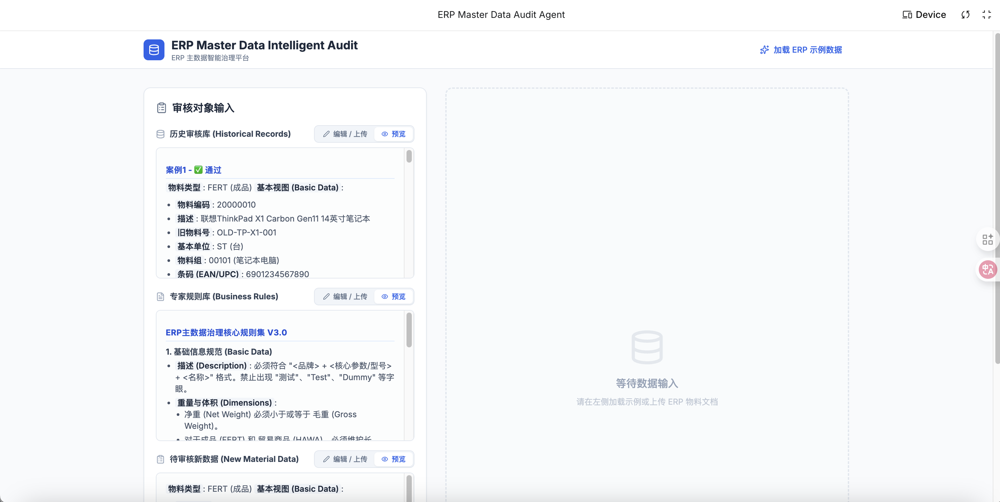 ERP Master Data Audit Agent
Device
ERP Master Data Intelligent Audit
ERP 主数据智能治理平台
加载 ERP 示例数据
审核对象输入
历史审核库 (Historical Records)
编辑 / 上传
预览
案例1 - ✅ 通过
物料类型 : FERT (成品) 基本视图 (Basic Data) :
• 物料编码 : 20000010
• 描述 : 联想ThinkPad X1 Carbon Gen11 14英寸笔记本
• 旧物料号 : OLD-TP-X1-001
• 基本单位 : ST (台)
• 物料组 : 00101 (笔记本电脑)
• 条码 (EAN/UPC) : 6901234567890
专家规则库 (Business Rules)
编辑 / 上传
预览
ERP主数据治理核心规则集 V3.0
1. 基础信息规范 (Basic Data)
• 描述 (Description) : 必须符合 "<品牌> + <核心参数/型号>
+ <名称>" 格式。禁止出现 "测试"、"Test"、"Dummy" 等字
眼。
• 重量与体积 (Dimensions) :
• 净重 (Net Weight) 必须小于或等于 毛重 (Gross
Weight)。
• 对于成品 (FERT) 和 贸易商品 (HAWA)，必须维护长
待审核新数据 (New Material Data)
编辑 / 上传
预览
物料类型 : FERT (成品) 基本视图 (Basic Data) :
等待数据输入
请在左侧加载示例或上传 ERP 物料文档
中A